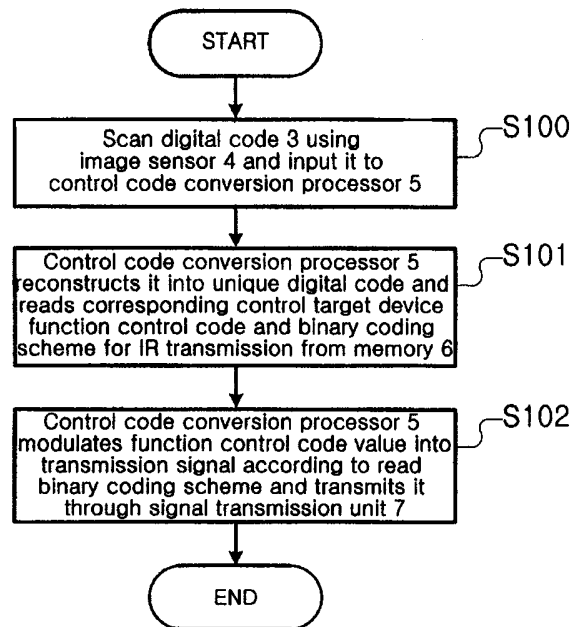 START
Scan digital code 3 using
image sensor 4 and input it to
control code conversion processor 5
S100
Control code conversion processor 5
reconstructs it into unique digital code and
reads corresponding control target device
function control code and binary coding
scheme for IR transmission from memory 6
S101
Control code conversion processor 5
modulates function control code value into
transmission signal according to read
binary coding scheme and transmits it
through signal transmission unit 7
S102
END